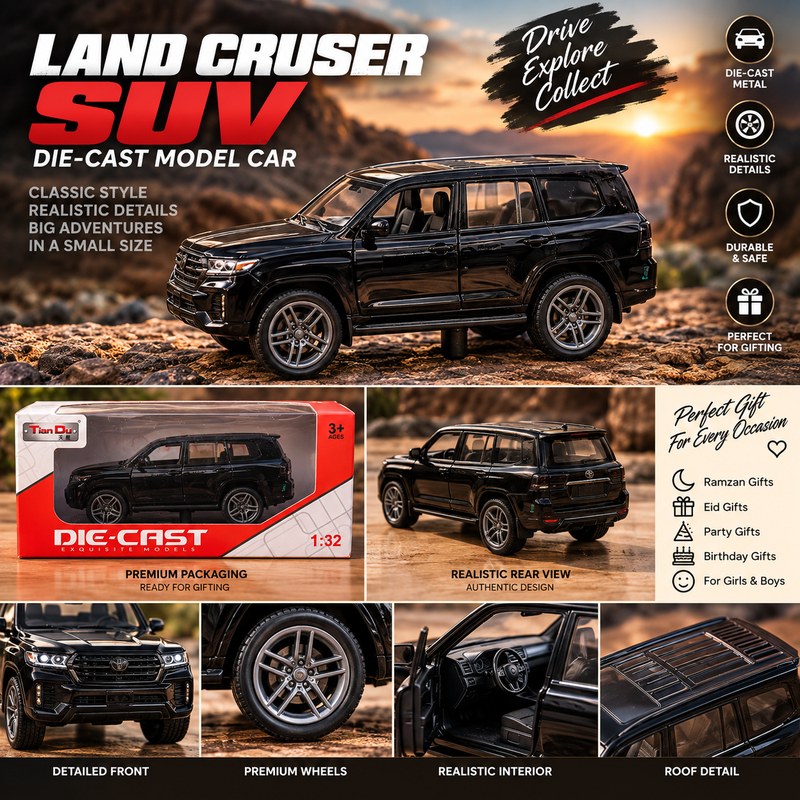 LAND CRUSER
SUV
DIE-CAST MODEL CAR
CLASSIC STYLE
REALISTIC DETAILS
BIG ADVENTURES
IN A SMALL SIZE
Drive
Explore
Collect
DIE-CAST
METAL
REALISTIC
DETAILS
DURABLE
& SAFE
PERFECT
FOR GIFTING
Tian Du
3+
AGES
DIE-CAST
EXQUISITE MODELS
1:32
PREMIUM PACKAGING
READY FOR GIFTING
REALISTIC REAR VIEW
AUTHENTIC DESIGN
Perfect Gift
For Every Occasion
Ramzan Gifts
Eid Gifts
Party Gifts
Birthday Gifts
For Girls & Boys
DETAILED FRONT
PREMIUM WHEELS
REALISTIC INTERIOR
ROOF DETAIL